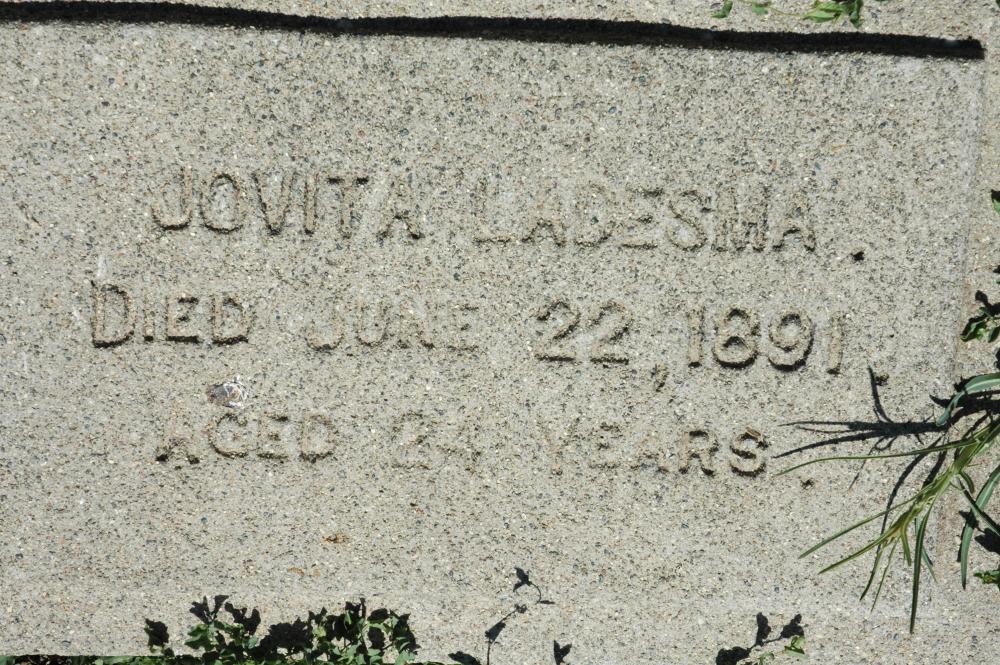 JOVITA LADESMA.
DIED JUNE 22, 1891.
AGED 24 YEARS.